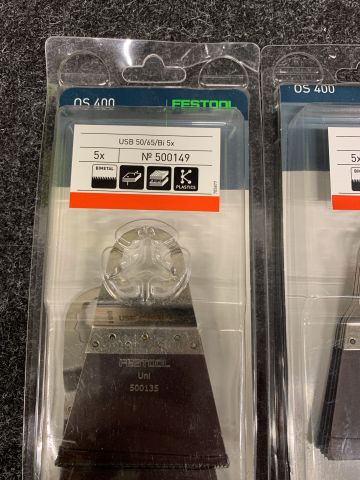 OS 400
FESTOOL
USB 50/65/Bi 5x
5x
Nº 500149
BIMETAL
K
PLASTICS
FESTOOL
Uni
500135
OS 400
5x
BIM